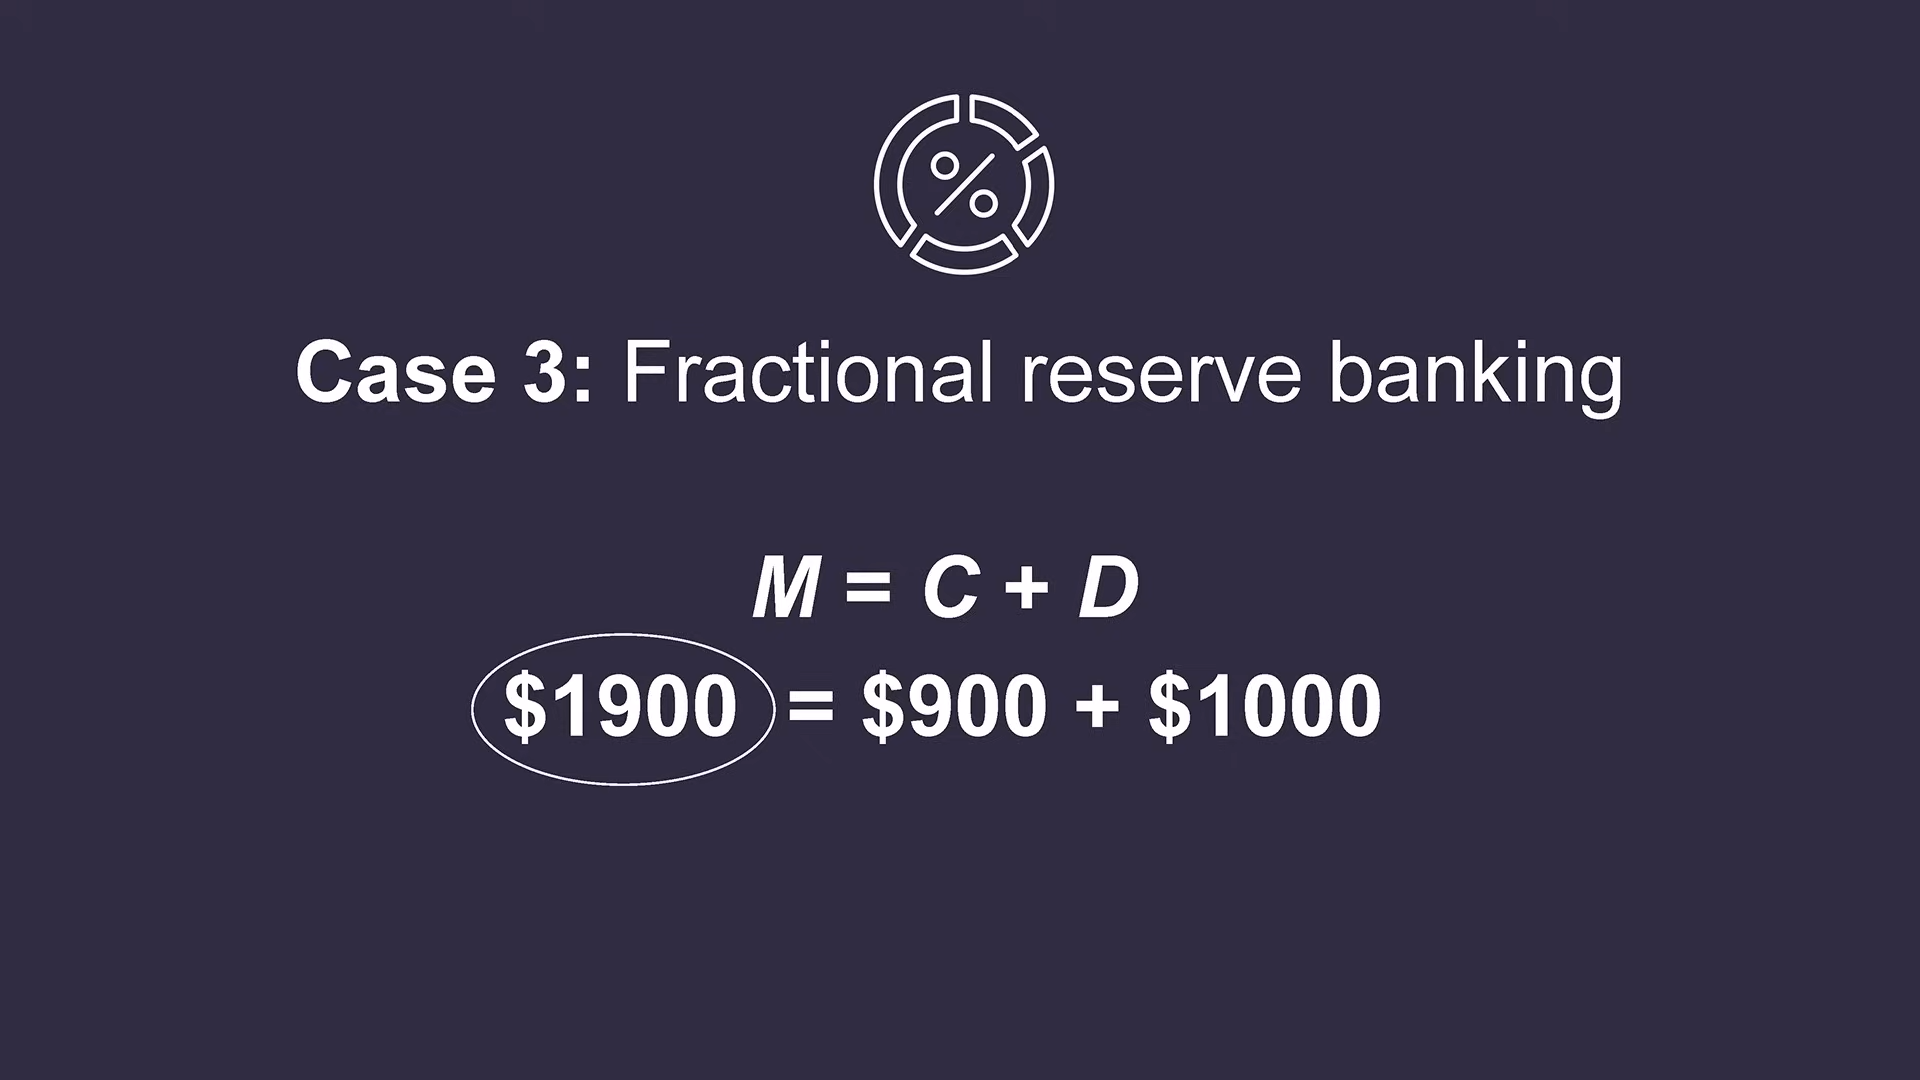 %
Case 3: Fractional reserve banking
M = C + D
$1900 = $900 + $1000